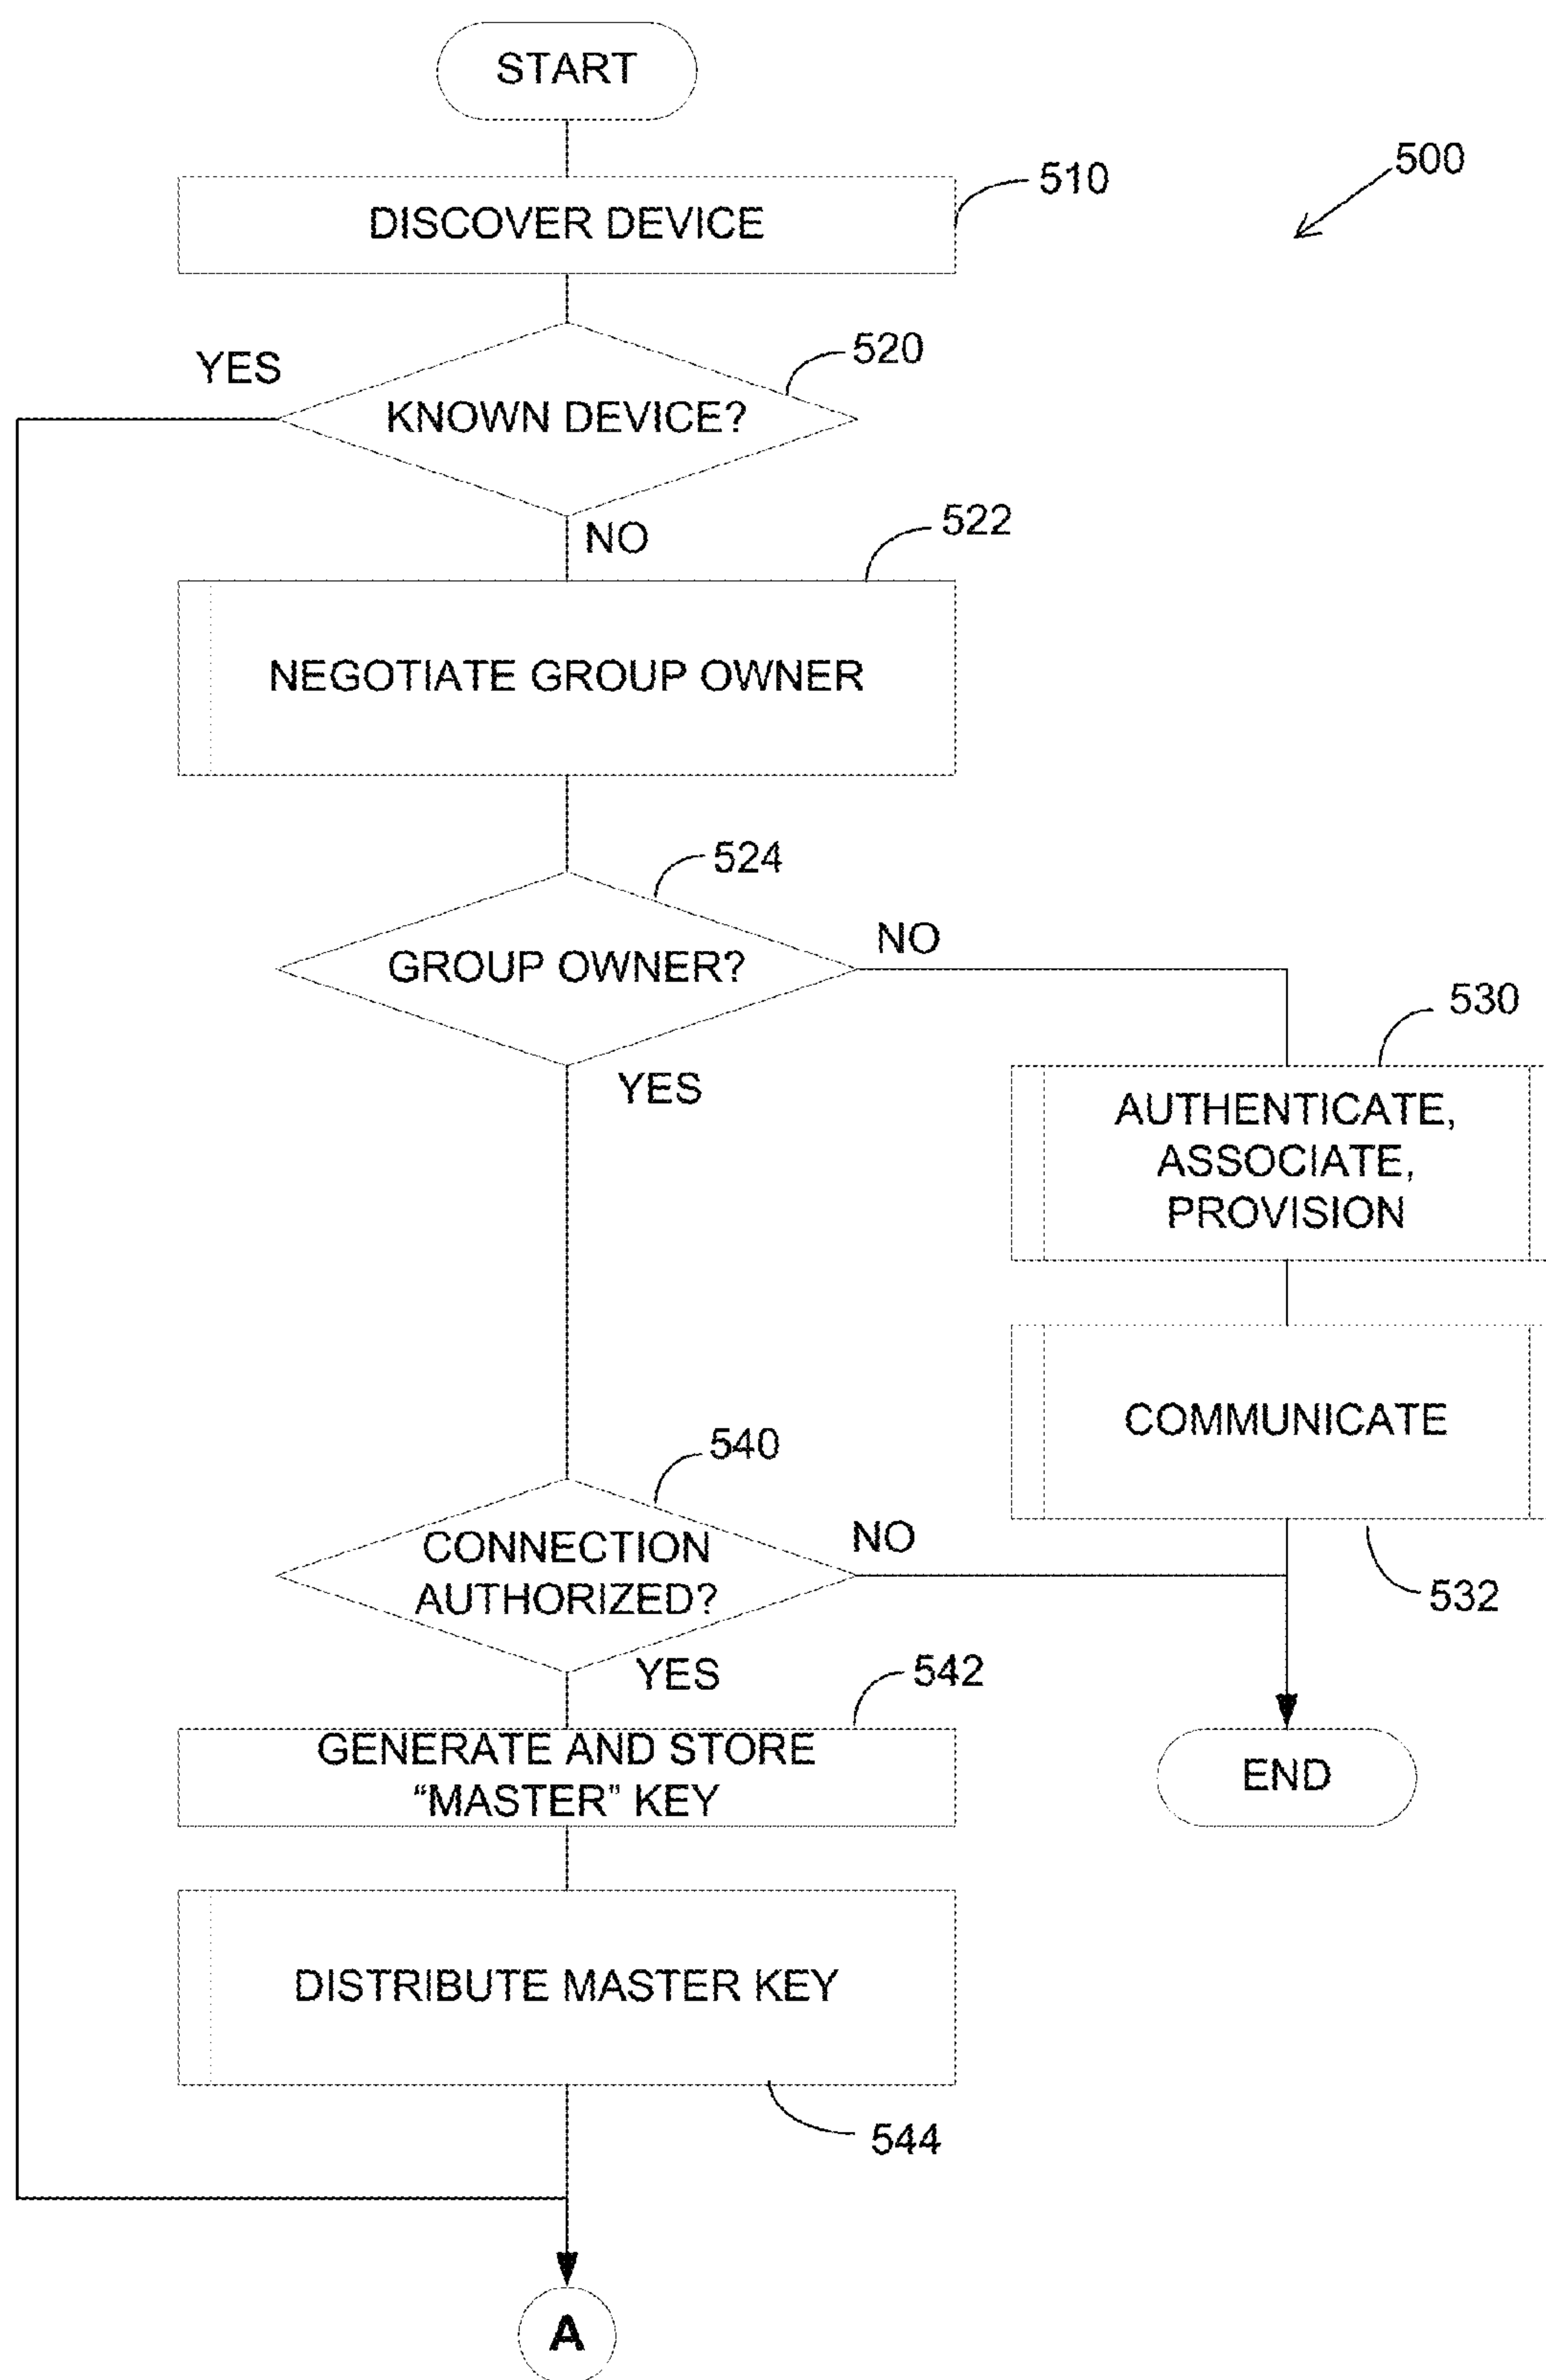 START
510
500
DISCOVER DEVICE
520
YES
KNOWN DEVICE?
522
NO
NEGOTIATE GROUP OWNER
524
NO
GROUP OWNER?
530
YES
AUTHENTICATE,
ASSOCIATE,
PROVISION
COMMUNICATE
540
NO
CONNECTION
AUTHORIZED?
532
YES
542
GENERATE AND STORE
“MASTER” KEY
END
DISTRIBUTE MASTER KEY
544
A